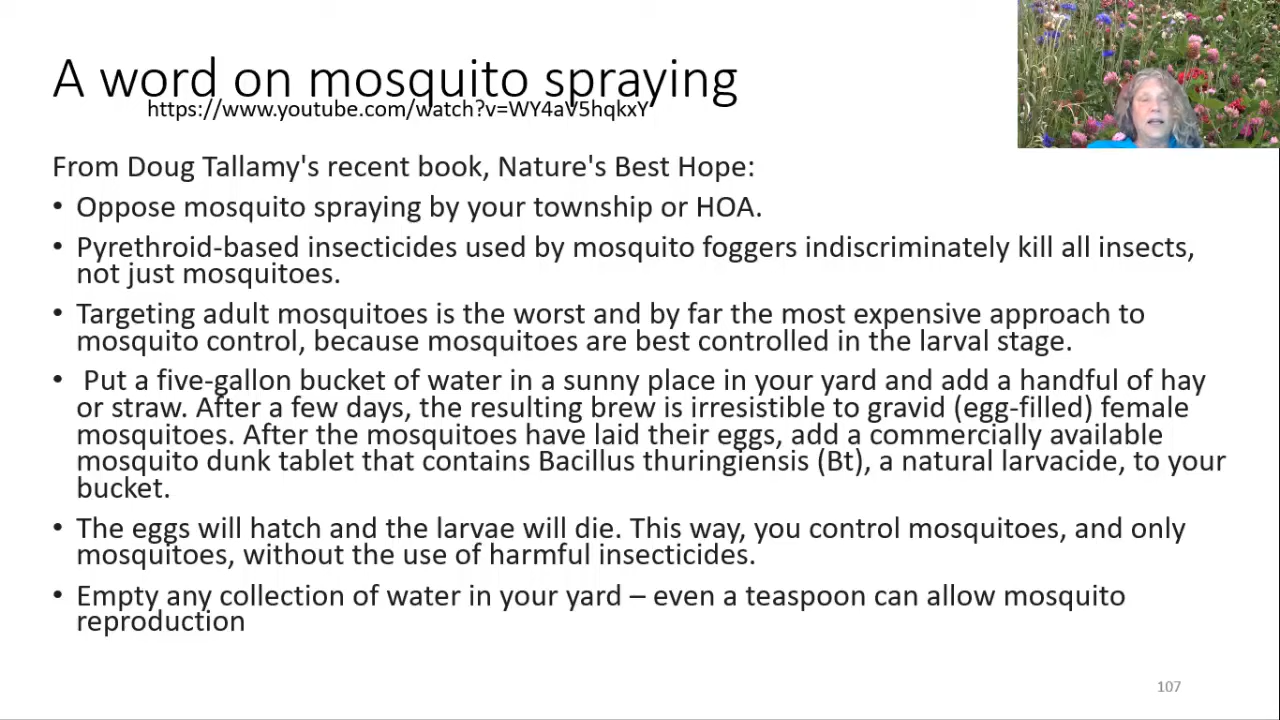 A word on mosquito spraying
https://www.youtube.com/watch?v=WY4aV5hqkxY
From Doug Tallamy's recent book, Nature's Best Hope:
• Oppose mosquito spraying by your township or HOA.
• Pyrethroid-based insecticides used by mosquito foggers indiscriminately kill all insects,
not just mosquitoes.
• Targeting adult mosquitoes is the worst and by far the most expensive approach to
mosquito control, because mosquitoes are best controlled in the larval stage.
• Put a five-gallon bucket of water in a sunny place in your yard and add a handful of hay
or straw. After a few days, the resulting brew is irresistible to gravid (egg-filled) female
mosquitoes. After the mosquitoes have laid their eggs, add a commercially available
mosquito dunk tablet that contains Bacillus thuringiensis (Bt), a natural larvacide, to your
bucket.
• The eggs will hatch and the larvae will die. This way, you control mosquitoes, and only
mosquitoes, without the use of harmful insecticides.
• Empty any collection of water in your yard – even a teaspoon can allow mosquito
reproduction
107